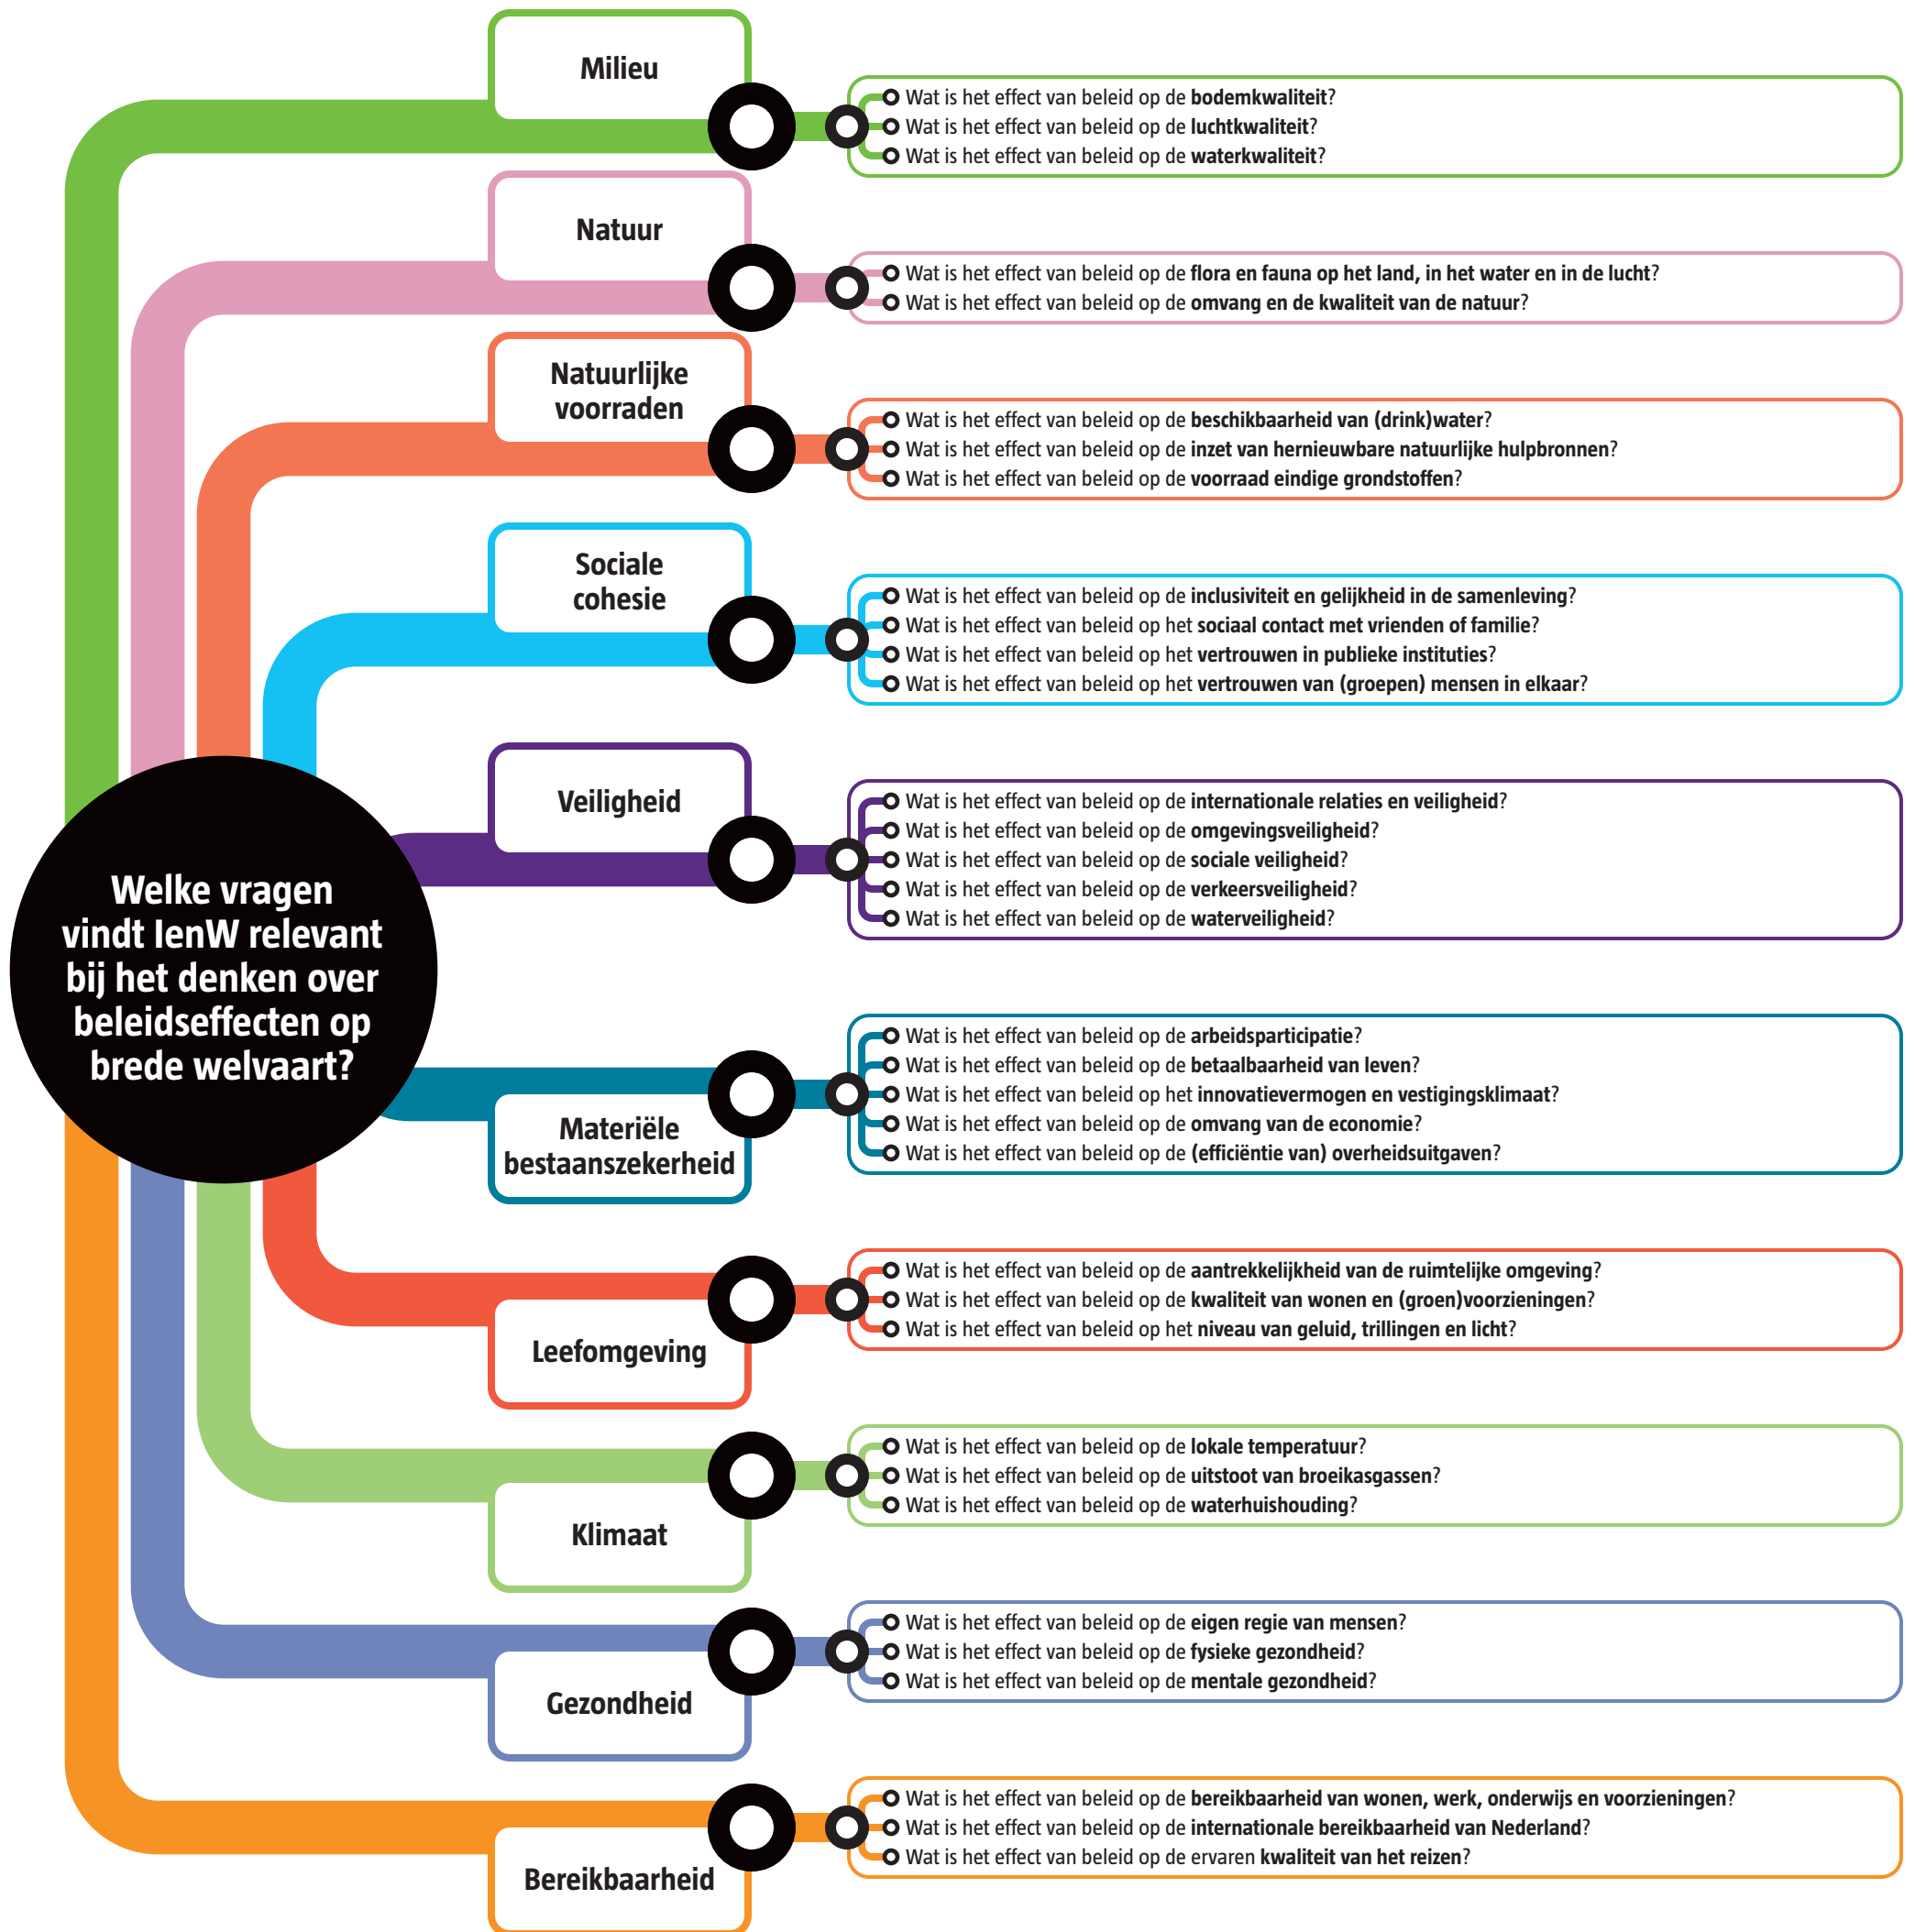 Welke vragen
vindt IenW relevant
bij het denken over
beleidseffecten op
brede welvaart?
Milieu
Wat is het effect van beleid op de bodemkwaliteit?
Wat is het effect van beleid op de luchtkwaliteit?
Wat is het effect van beleid op de waterkwaliteit?
Natuur
Wat is het effect van beleid op de flora en fauna op het land, in het water en in de lucht?
Wat is het effect van beleid op de omvang en de kwaliteit van de natuur?
Natuurlijke
voorraden
Wat is het effect van beleid op de beschikbaarheid van (drink)water?
Wat is het effect van beleid op de inzet van hernieuwbare natuurlijke hulpbronnen?
Wat is het effect van beleid op de voorraad eindige grondstoffen?
Sociale
cohesie
Wat is het effect van beleid op de inclusiviteit en gelijkheid in de samenleving?
Wat is het effect van beleid op het sociaal contact met vrienden of familie?
Wat is het effect van beleid op het vertrouwen in publieke instituties?
Wat is het effect van beleid op het vertrouwen van (groepen) mensen in elkaar?
Veiligheid
Wat is het effect van beleid op de internationale relaties en veiligheid?
Wat is het effect van beleid op de omgevingsveiligheid?
Wat is het effect van beleid op de sociale veiligheid?
Wat is het effect van beleid op de verkeersveiligheid?
Wat is het effect van beleid op de waterveiligheid?
Materiële
bestaanszekerheid
Wat is het effect van beleid op de arbeidsparticipatie?
Wat is het effect van beleid op de betaalbaarheid van leven?
Wat is het effect van beleid op het innovatievermogen en vestigingsklimaat?
Wat is het effect van beleid op de omvang van de economie?
Wat is het effect van beleid op de (efficiëntie van) overheidsuitgaven?
Leefomgeving
Wat is het effect van beleid op de aantrekkelijkheid van de ruimtelijke omgeving?
Wat is het effect van beleid op de kwaliteit van wonen en (groen)voorzieningen?
Wat is het effect van beleid op het niveau van geluid, trillingen en licht?
Klimaat
Wat is het effect van beleid op de lokale temperatuur?
Wat is het effect van beleid op de uitstoot van broeikasgassen?
Wat is het effect van beleid op de waterhuishouding?
Gezondheid
Wat is het effect van beleid op de eigen regie van mensen?
Wat is het effect van beleid op de fysieke gezondheid?
Wat is het effect van beleid op de mentale gezondheid?
Bereikbaarheid
Wat is het effect van beleid op de bereikbaarheid van wonen, werk, onderwijs en voorzieningen?
Wat is het effect van beleid op de internationale bereikbaarheid van Nederland?
Wat is het effect van beleid op de ervaren kwaliteit van het reizen?